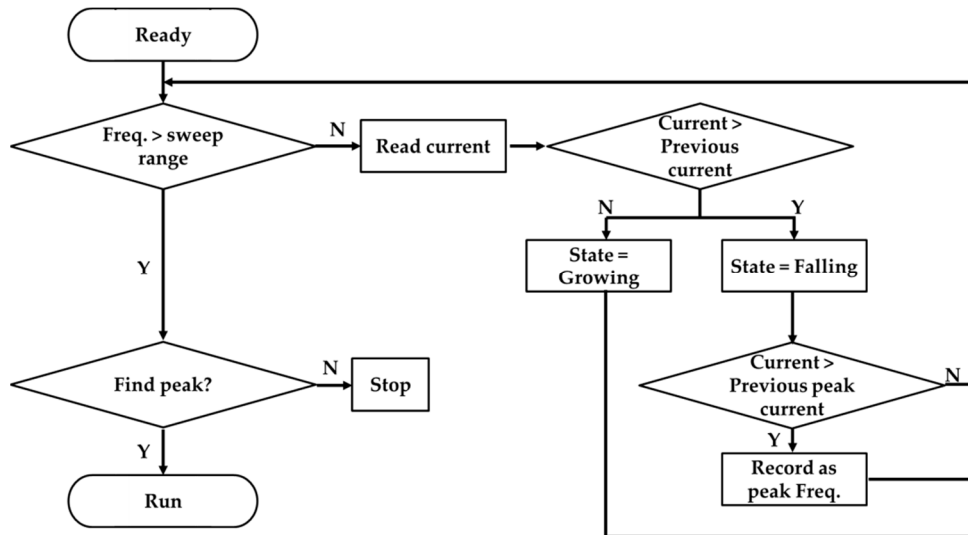 Ready
Freq. > sweep
range
N
Read current
Current >
Previous
current
N
Y
State =
Growing
State = Falling
Y
Find peak?
N
Stop
Current >
Previous peak
current
N
Y
Y
Record as
peak Freq.
Run